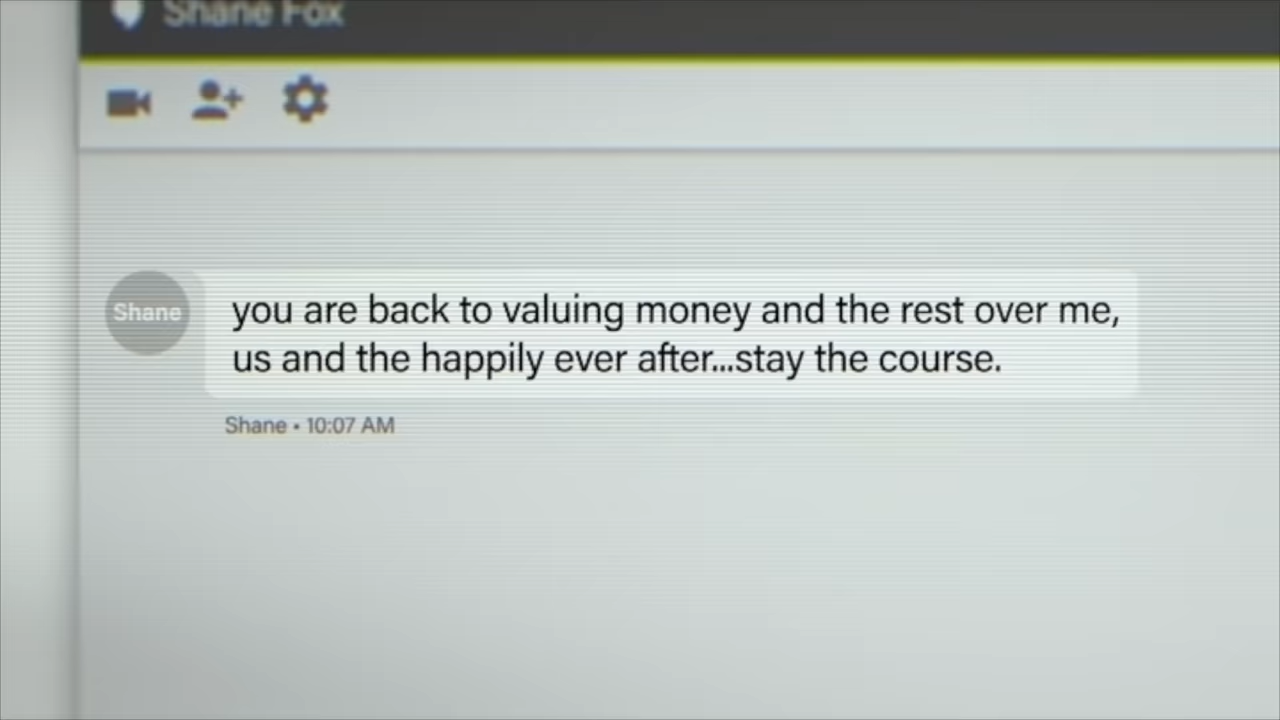 Shane Fox
Shane
you are back to valuing money and the rest over me,
us and the happily ever after...stay the course.
Shane • 10:07 AM